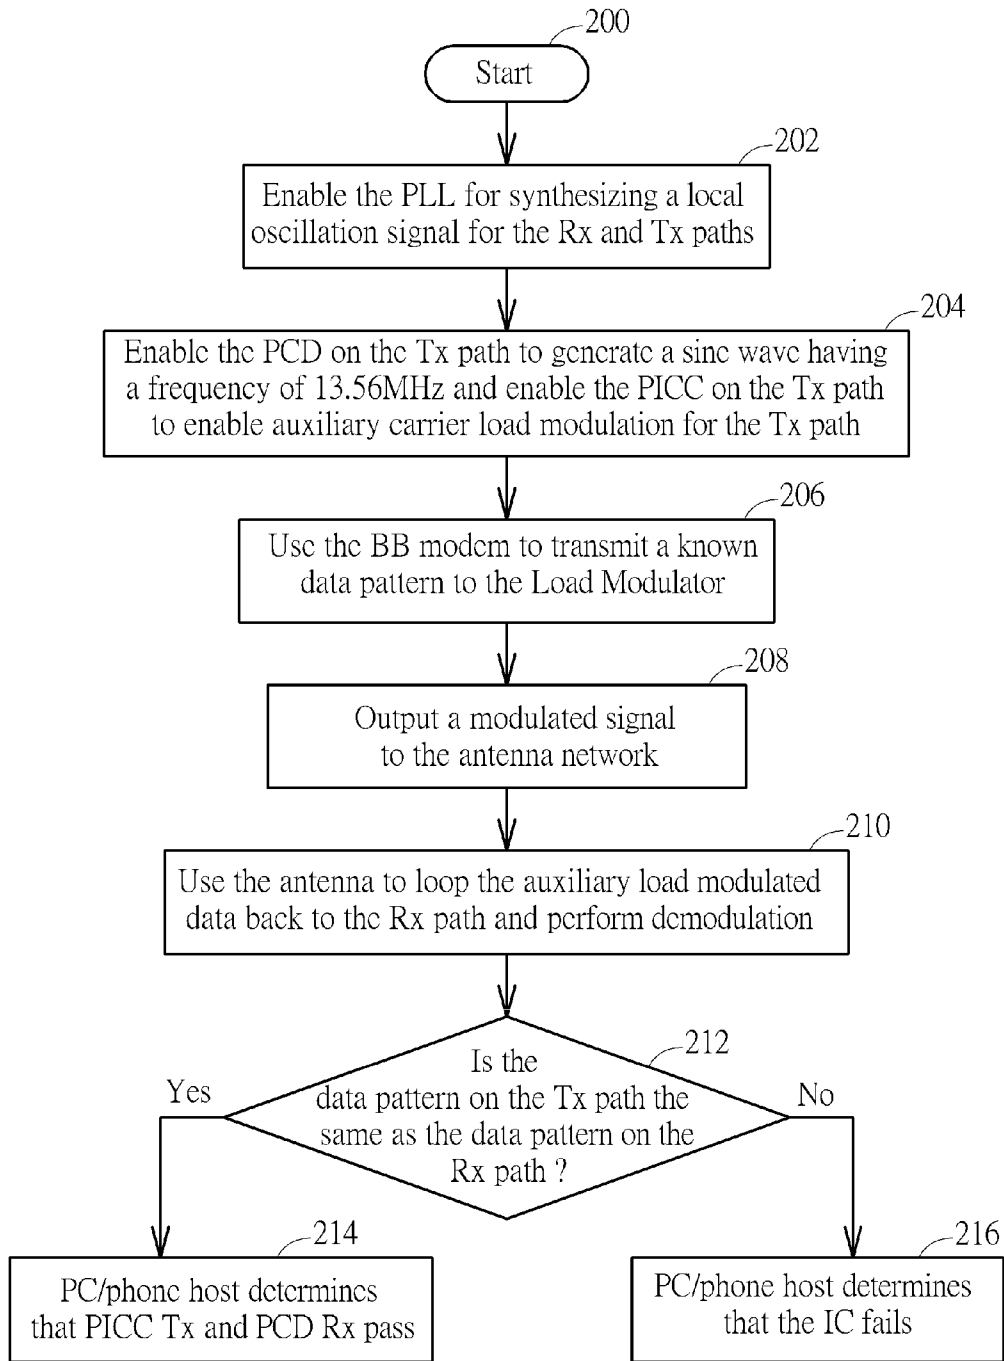 200
Start
202
Enable the PLL for synthesizing a local
oscillation signal for the Rx and Tx paths
204
Enable the PCD on the Tx path to generate a sine wave having
a frequency of 13.56MHz and enable the PICC on the Tx path
to enable auxiliary carrier load modulation for the Tx path
206
Use the BB modem to transmit a known
data pattern to the Load Modulator
208
Output a modulated signal
to the antenna network
210
Use the antenna to loop the auxiliary load modulated
data back to the Rx path and perform demodulation
212
Is the
data pattern on the Tx path the
same as the data pattern on the
Rx path ?
Yes
No
214
PC/phone host determines
that PICC Tx and PCD Rx pass
216
PC/phone host determines
that the IC fails